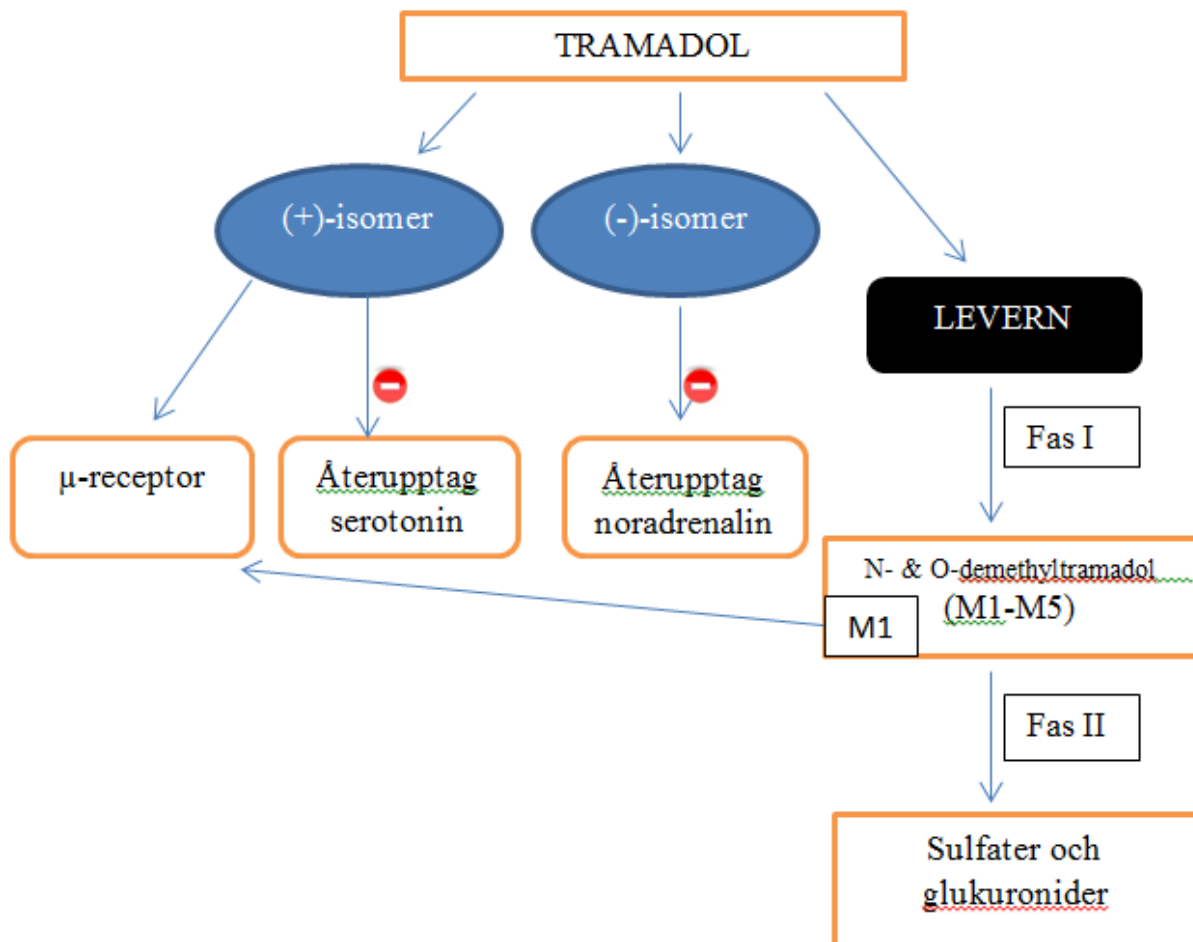 TRAMADOL
(+)-isomer
(-)-isomer
LEVERN
Fas I
µ-receptor
Återupptag
serotonin
Återupptag
noradrenalin
N- & O-demethyltramadol
(M1-M5)
M1
Fas II
Sulfater och
glukuronider